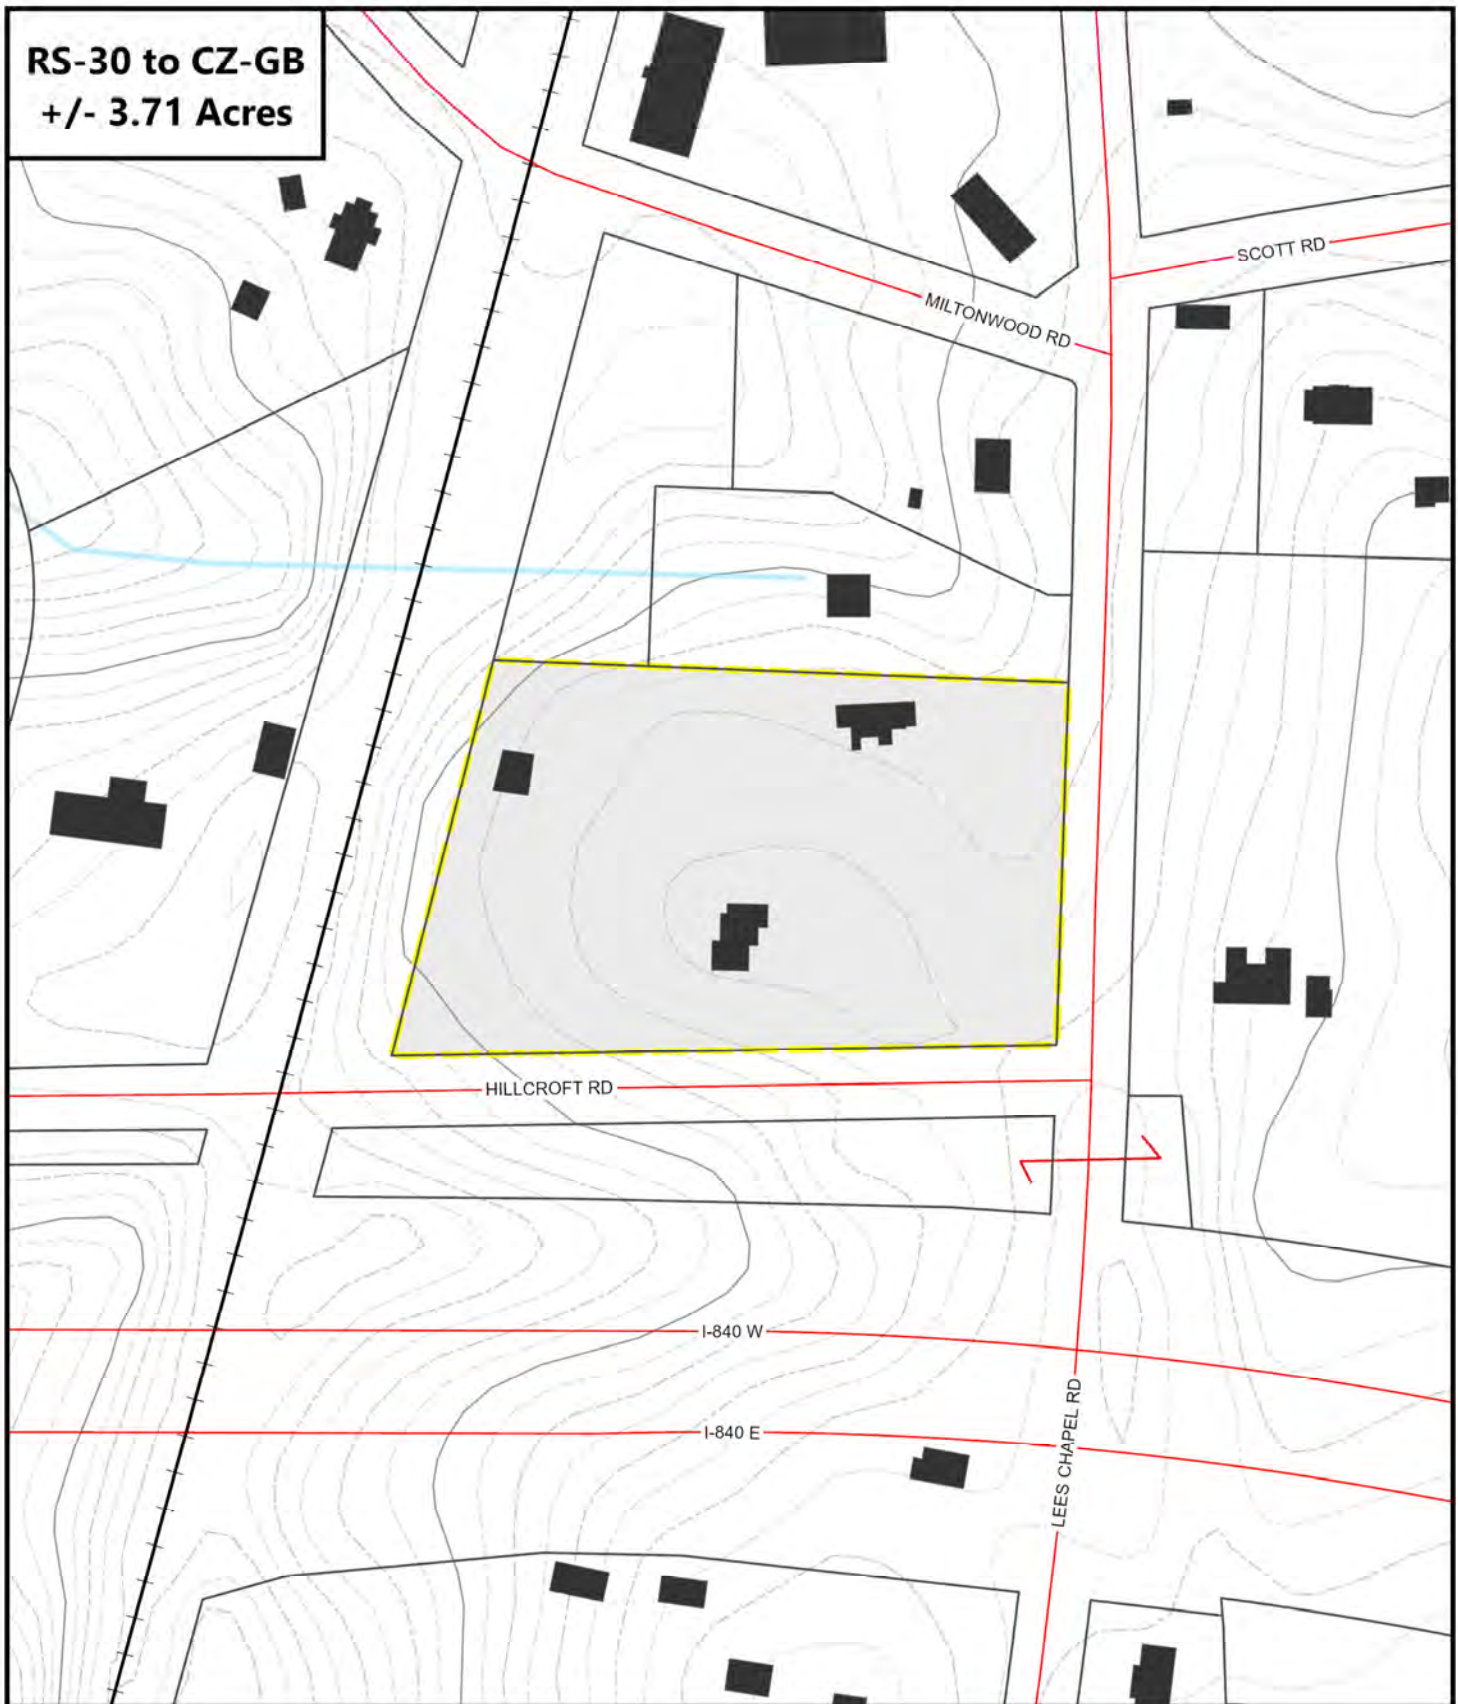 RS-30 to CZ-GB
+/- 3.71 Acres
SCOTT RD
MILTONWOOD RD
HILLCROFT RD
I-840 W
I-840 E
LEES CHAPEL RD